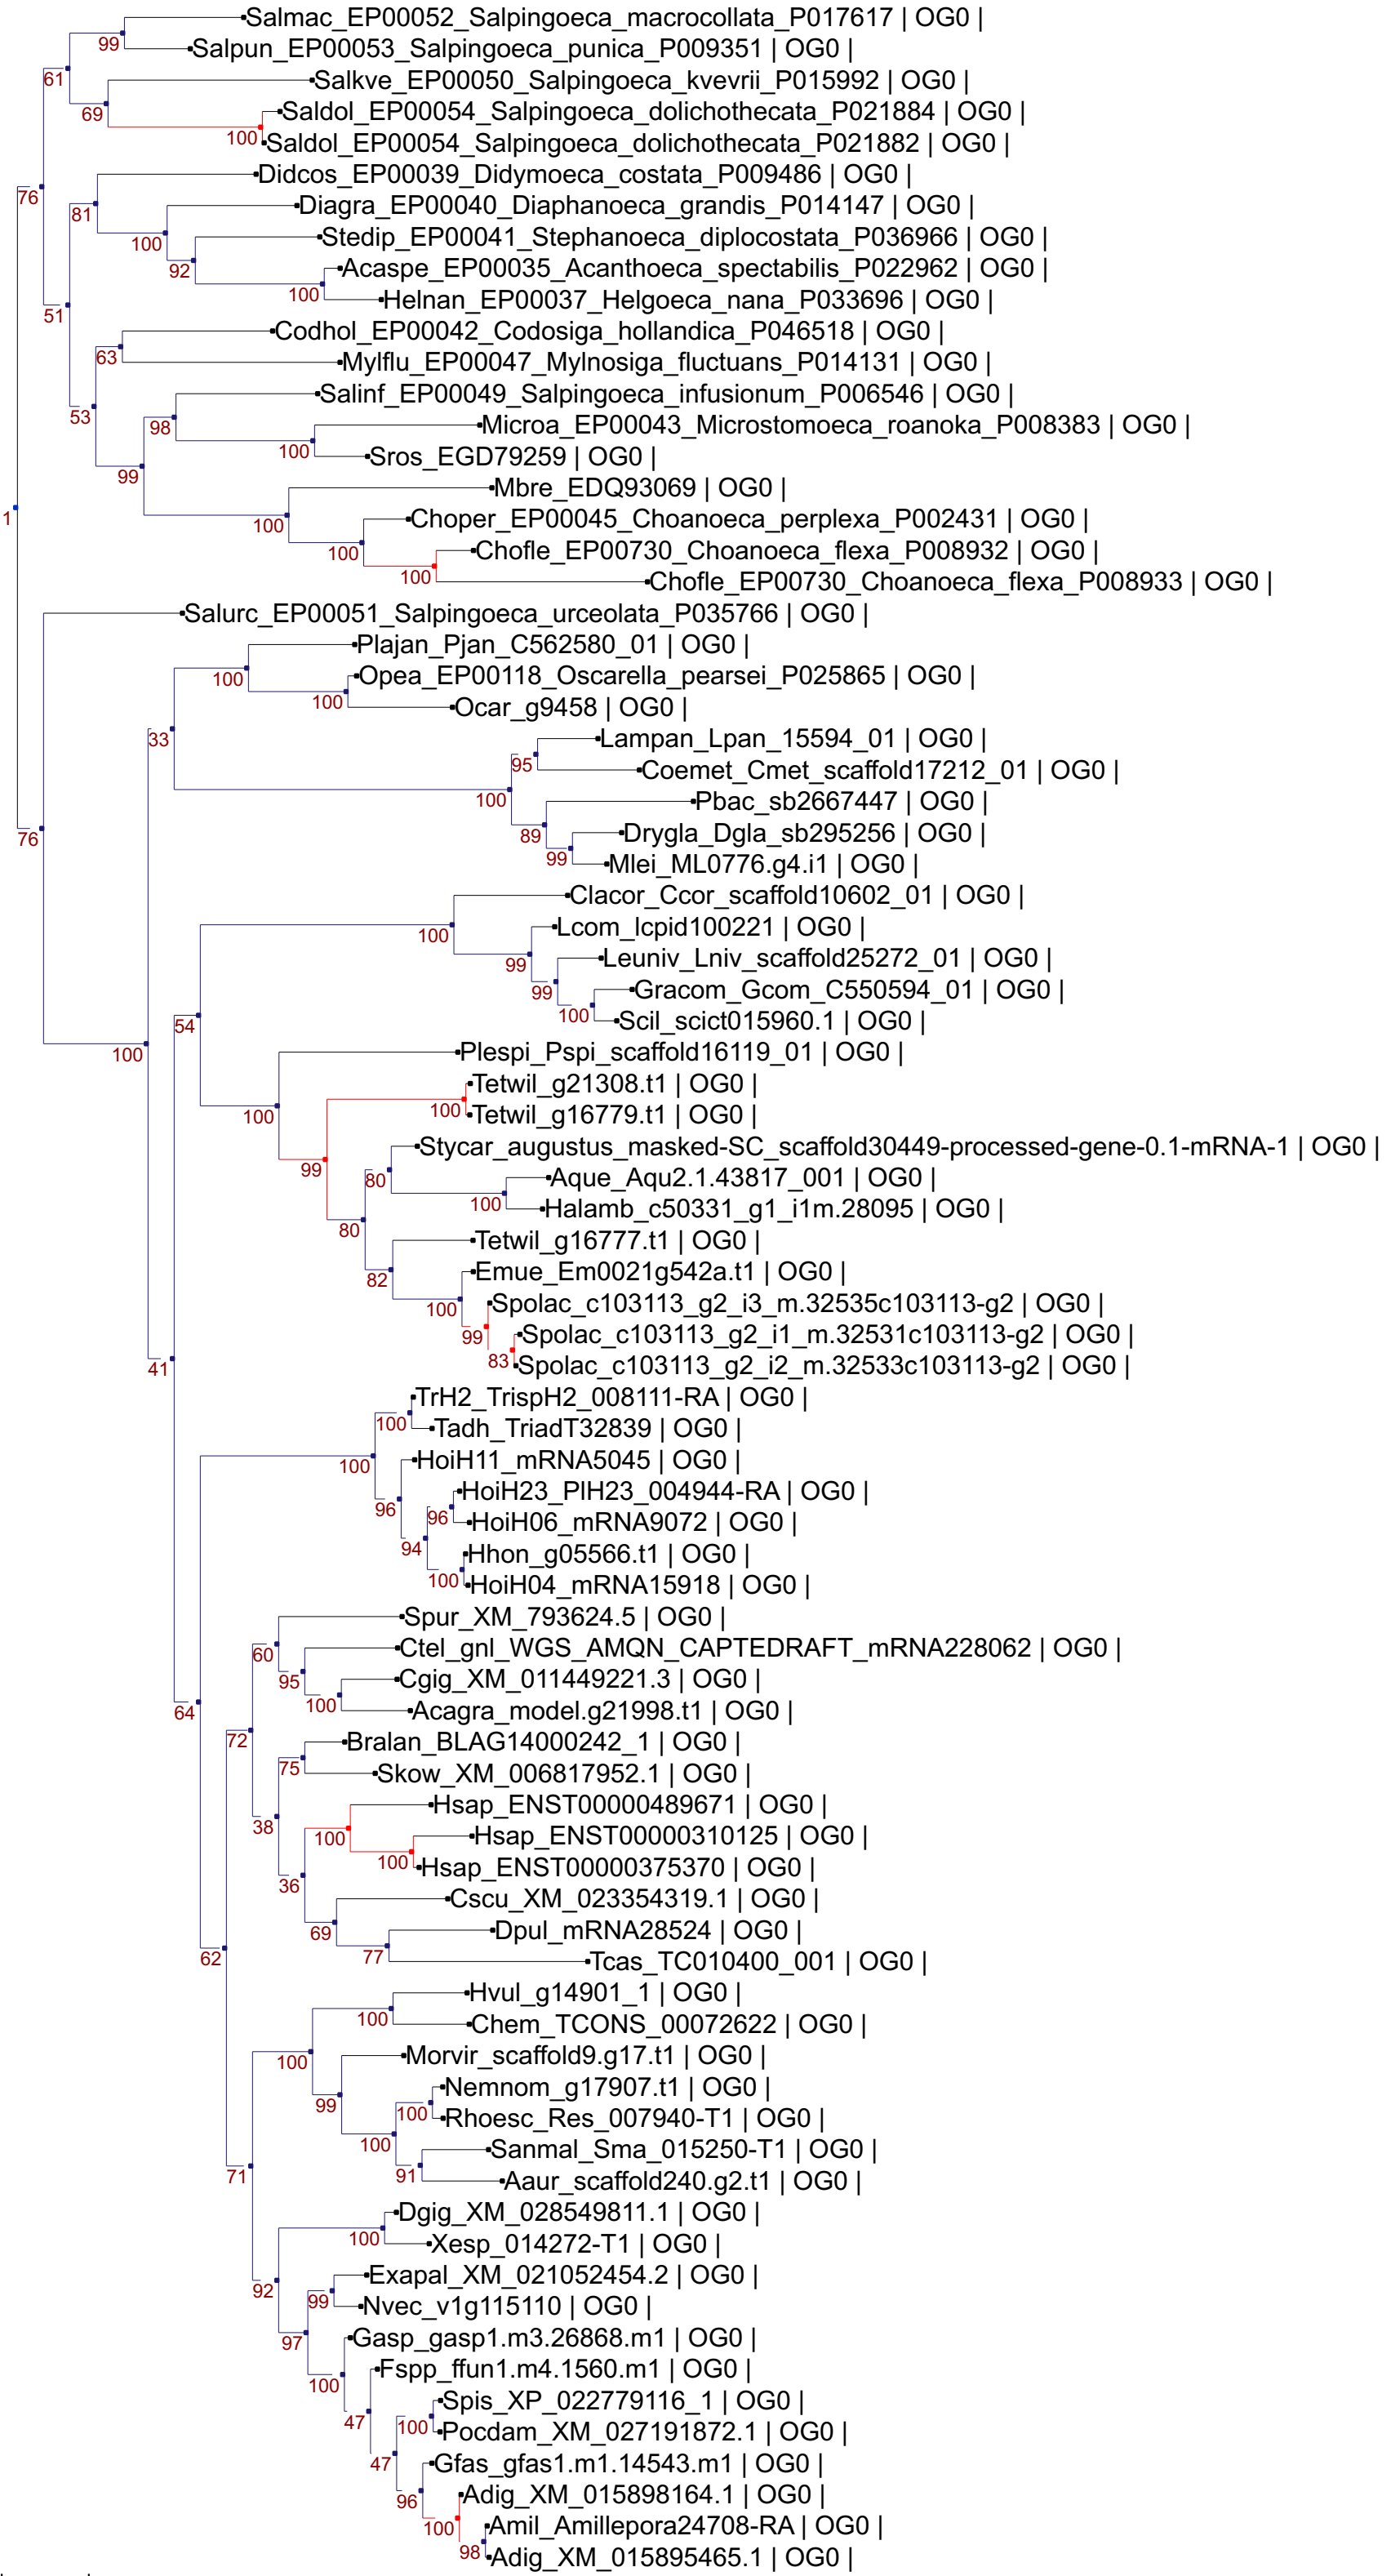 Salmac_EP00052_Salpingoeca_macrocollata_P017617 | OG0 |
99
Salpun_EP00053_Salpingoeca_punica_P009351 | OG0 |
61
Salkve_EP00050_Salpingoeca_kvevrii_P015992 | OG0 |
69
Saldol_EP00054_Salpingoeca_dolichothecata_P021884 | OG0 |
100
Saldol_EP00054_Salpingoeca_dolichothecata_P021882 | OG0 |
Didcos_EP00039_Didymoeca_costata_P009486 | OG0 |
76
81
Diagra_EP00040_Diaphanoeca_grandis_P014147 | OG0 |
100
Stedip_EP00041_Stephanoeca_diplocostata_P036966 | OG0 |
92
Acaspe_EP00035_Acanthoeca_spectabilis_P022962 | OG0 |
100
Helnan_EP00037_Helgoeca_nana_P033696 | OG0 |
51
Codhol_EP00042_Codosiga_hollandica_P046518 | OG0 |
63
Mylflu_EP00047_Mylnosiga_fluctuans_P014131 | OG0 |
Salinf_EP00049_Salpingoeca_infusionum_P006546 | OG0 |
53
98
Microa_EP00043_Microstomoeca_roanoka_P008383 | OG0 |
100
Sros_EGD79259 | OG0 |
99
Mbre_EDQ93069 | OG0 |
1
100
Choper_EP00045_Choanoeca_perplexa_P002431 | OG0 |
100
Chofle_EP00730_Choanoeca_flexa_P008932 | OG0 |
100
Chofle_EP00730_Choanoeca_flexa_P008933 | OG0 |
Salurc_EP00051_Salpingoeca_urceolata_P035766 | OG0 |
Plajan_Pjan_C562580_01 | OG0 |
100
Opea_EP00118_Oscarella_pearsei_P025865 | OG0 |
100
Ocar_g9458 | OG0 |
33
Lampan_Lpan_15594_01 | OG0 |
95
Coemet_Cmet_scaffold17212_01 | OG0 |
100
Pbac_sb2667447 | OG0 |
76
89
Drygla_Dgla_sb295256 | OG0 |
99
Mlei_ML0776.g4.i1 | OG0 |
Clacor_Ccor_scaffold10602_01 | OG0 |
100
Lcom_lcpid100221 | OG0 |
99
Leuniv_Lniv_scaffold25272_01 | OG0 |
99
Gracom_Gcom_C550594_01 | OG0 |
100
Scil_scict015960.1 | OG0 |
54
100
Plespi_Pspi_scaffold16119_01 | OG0 |
Tetwil_g21308.t1 | OG0 |
100
100
Tetwil_g16779.t1 | OG0 |
Stycar_augustus_masked-SC_scaffold30449-processed-gene-0.1-mRNA-1 | OG0 |
99
80
Aque_Aqu2.1.43817_001 | OG0 |
100
Halamb_c50331_g1_i1m.28095 | OG0 |
80
Tetwil_g16777.t1 | OG0 |
82
Emue_Em0021g542a.t1 | OG0 |
100
Spolac_c103113_g2_i3_m.32535c103113-g2 | OG0 |
99
Spolac_c103113_g2_i1_m.32531c103113-g2 | OG0 |
83
Spolac_c103113_g2_i2_m.32533c103113-g2 | OG0 |
41
TrH2_TrispH2_008111-RA | OG0 |
100
Tadh_TriadT32839 | OG0 |
100
HoiH11_mRNA5045 | OG0 |
96
HoiH23_PlH23_004944-RA | OG0 |
96
HoiH06_mRNA9072 | OG0 |
94
Hhon_g05566.t1 | OG0 |
100
HoiH04_mRNA15918 | OG0 |
Spur_XM_793624.5 | OG0 |
60
Ctel_gnl_WGS_AMQN_CAPTEDRAFT_mRNA228062 | OG0 |
95
Cgig_XM_011449221.3 | OG0 |
100
Acagra_model.g21998.t1 | OG0 |
64
72
Bralan_BLAG14000242_1 | OG0 |
75
Skow_XM_006817952.1 | OG0 |
Hsap_ENST00000489671 | OG0 |
38
100
Hsap_ENST00000310125 | OG0 |
100
Hsap_ENST00000375370 | OG0 |
36
Cscu_XM_023354319.1 | OG0 |
69
Dpul_mRNA28524 | OG0 |
62
77
Tcas_TC010400_001 | OG0 |
Hvul_g14901_1 | OG0 |
100
Chem_TCONS_00072622 | OG0 |
100
Morvir_scaffold9.g17.t1 | OG0 |
99
Nemnom_g17907.t1 | OG0 |
100
Rhoesc_Res_007940-T1 | OG0 |
100
Sanmal_Sma_015250-T1 | OG0 |
71
91
Aaur_scaffold240.g2.t1 | OG0 |
Dgig_XM_028549811.1 | OG0 |
100
Xesp_014272-T1 | OG0 |
92
Exapal_XM_021052454.2 | OG0 |
99
Nvec_v1g115110 | OG0 |
97
Gasp_gasp1.m3.26868.m1 | OG0 |
100
Fspp_ffun1.m4.1560.m1 | OG0 |
47
Spis_XP_022779116_1 | OG0 |
100
Pocdam_XM_027191872.1 | OG0 |
47
Gfas_gfas1.m1.14543.m1 | OG0 |
96
Adig_XM_015898164.1 | OG0 |
100
Amil_Amillepora24708-RA | OG0 |
98
Adig_XM_015895465.1 | OG0 |